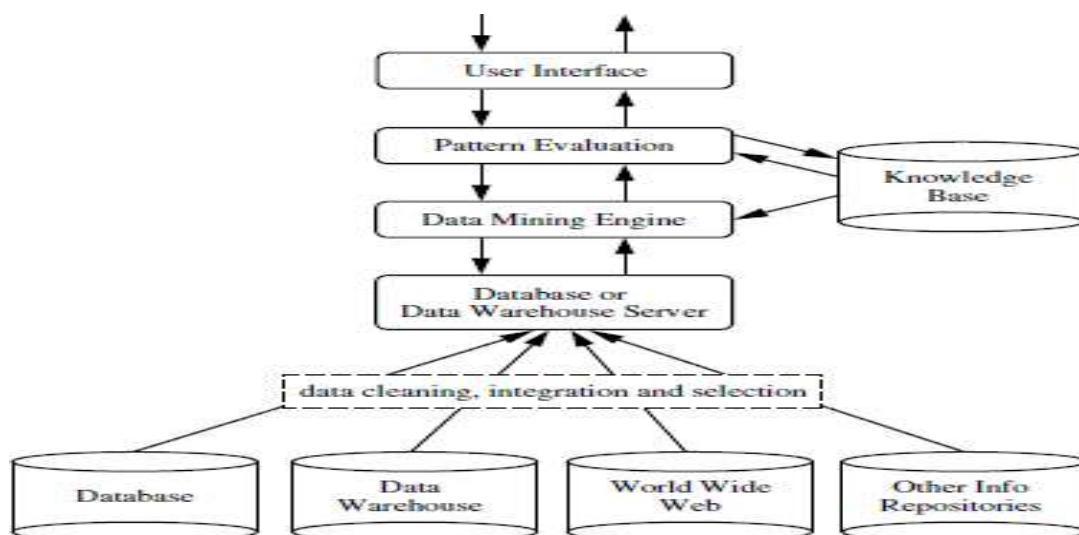 User Interface
Pattern Evaluation
Knowledge
Base
Data Mining Engine
Database or
Data Warehouse Server
data cleaning, integration and selection
Database
Data
Warehouse
World Wide
Web
Other Info
Repositories